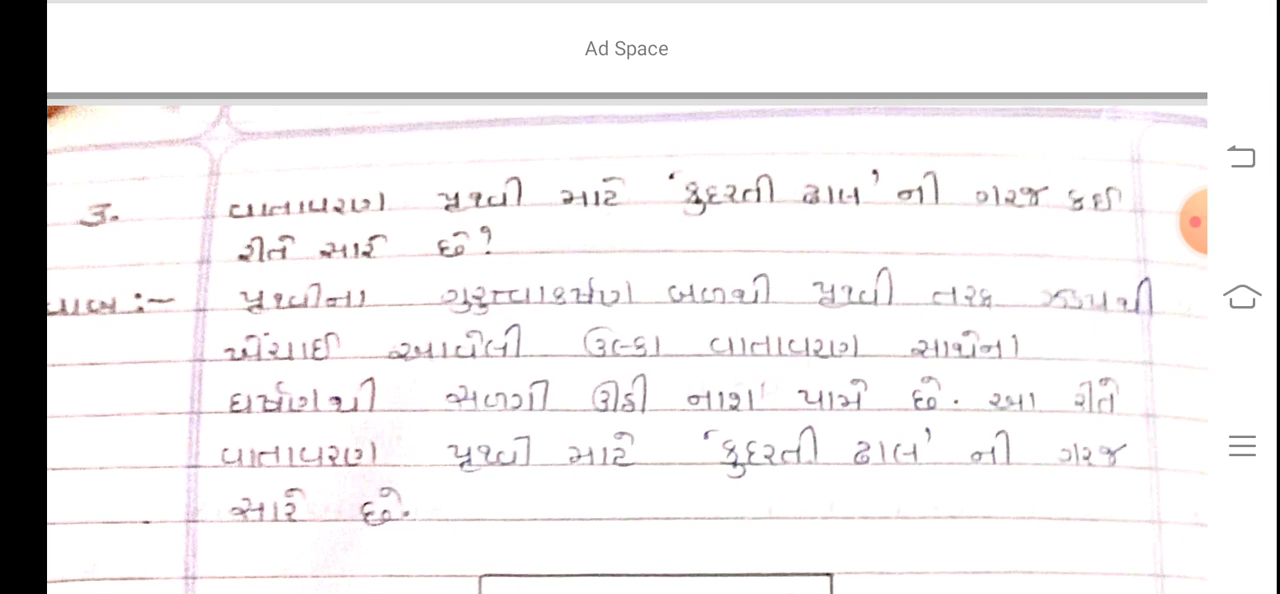 Ad Space
૩. વાતાવરણ પૃથ્વી માટે ‘કુદરતી ઢાલ’ ની ગરજ કઈ
રીતે સારે છે?
જવાબ :- પૃથ્વીના ગુરુત્વાકર્ષણ બળથી પૃથ્વી તરફ ઝડપથી
ખેંચાઈ આવેલી ઉલ્કા વાતાવરણ સાથેના
ઘર્ષણથી સળગી ઊઠી નાશ પામે છે. આ રીતે
વાતાવરણ પૃથ્વી માટે ‘કુદરતી ઢાલ’ ની ગરજ
સારે છે.